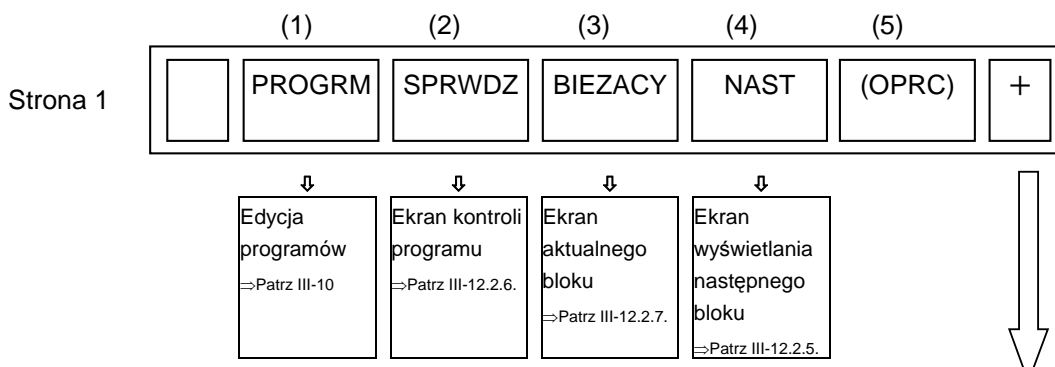 (1) (2) (3) (4) (5)
Strona 1 PROGRM SPRWDZ BIEZACY NAST (OPRC) +
Edycja
programów
⇒Patrz III-10
Ekran kontroli
programu
⇒Patrz III-12.2.6.
Ekran
aktualnego
bloku
⇒Patrz III-12.2.7.
Ekran
wyświetlania
następnego
bloku
⇒Patrz III-12.2.5.